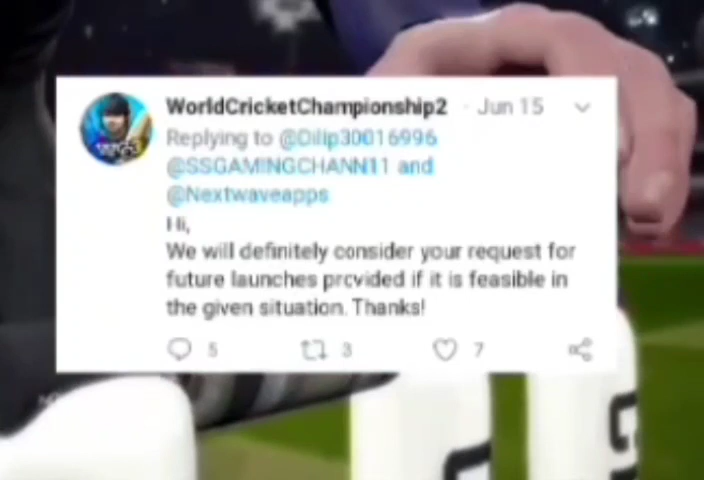 WorldCricketChampionship2 · Jun 15
Replying to @Dilip30016996
@SSGAMINGCHANN11 and
@Nextwaveapps
Hi,
We will definitely consider your request for
future launches provided if it is feasible in
the given situation. Thanks!
5 3 7